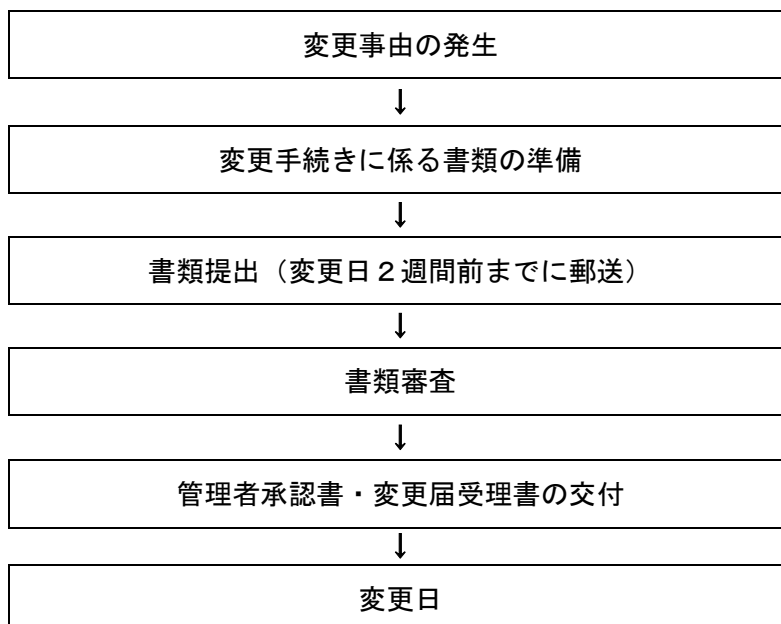 変更事由の発生
↓
変更手続きに係る書類の準備
↓
書類提出（変更日２週間前までに郵送）
↓
書類審査
↓
管理者承認書・変更届受理書の交付
↓
変更日